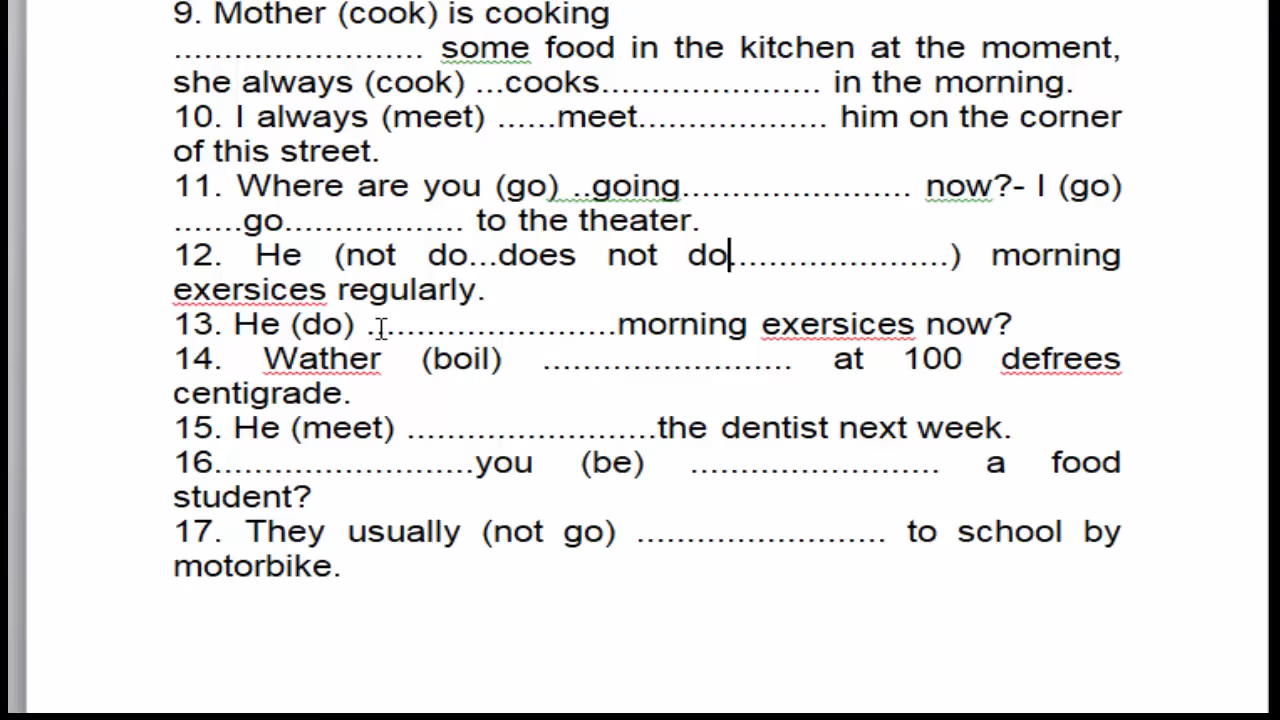 9. Mother (cook) is cooking
......................... some food in the kitchen at the moment,
she always (cook) ...cooks...................... in the morning.
10. I always (meet) ......meet................... him on the corner
of this street.
11. Where are you (go) ..going....................... now?- I (go)
.......go.................. to the theater.
12. He (not do...does not do......................) morning
exersices regularly.
13. He (do) .........................morning exersices now?
14. Wather (boil) ......................... at 100 defrees
centigrade.
15. He (meet) .........................the dentist next week.
16..........................you (be) ......................... a food
student?
17. They usually (not go) ......................... to school by
motorbike.